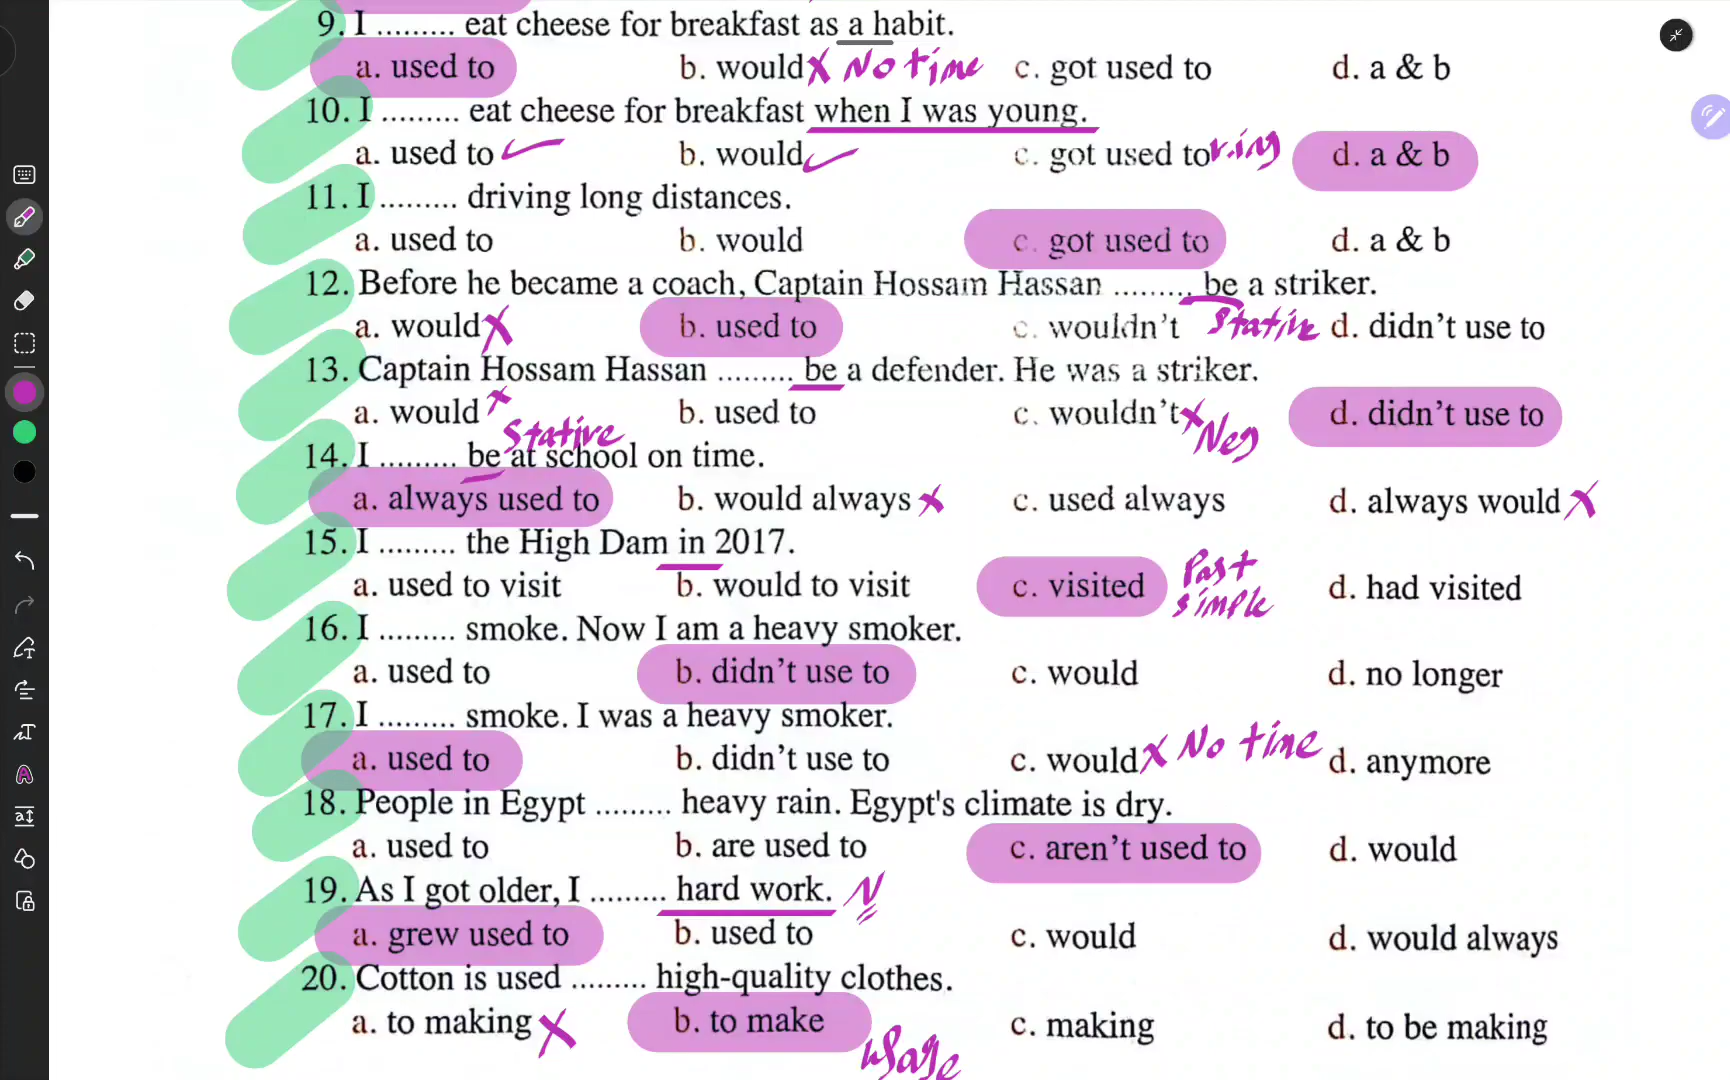 9. I ......... eat cheese for breakfast as a habit.
a. used to b. would x No time c. got used to d. a & b
10. I ......... eat cheese for breakfast when I was young.
a. used to b. would c. got used to v.ing d. a & b
11. I ......... driving long distances.
a. used to b. would c. got used to d. a & b
12. Before he became a coach, Captain Hossam Hassan ......... be a striker.
a. would x b. used to c. wouldn't Stative d. didn't use to
13. Captain Hossam Hassan ......... be a defender. He was a striker.
a. would x b. used to c. wouldn't x Neg d. didn't use to
Stative
14. I ......... be at school on time.
a. always used to b. would always x c. used always d. always would x
15. I ......... the High Dam in 2017.
a. used to visit b. would to visit c. visited Past simple d. had visited
16. I ......... smoke. Now I am a heavy smoker.
a. used to b. didn't use to c. would d. no longer
17. I ......... smoke. I was a heavy smoker.
a. used to b. didn't use to c. would x No time d. anymore
18. People in Egypt ......... heavy rain. Egypt's climate is dry.
a. used to b. are used to c. aren't used to d. would
19. As I got older, I ......... hard work. N
a. grew used to b. used to c. would d. would always
20. Cotton is used ......... high-quality clothes.
a. to making x b. to make usage c. making d. to be making